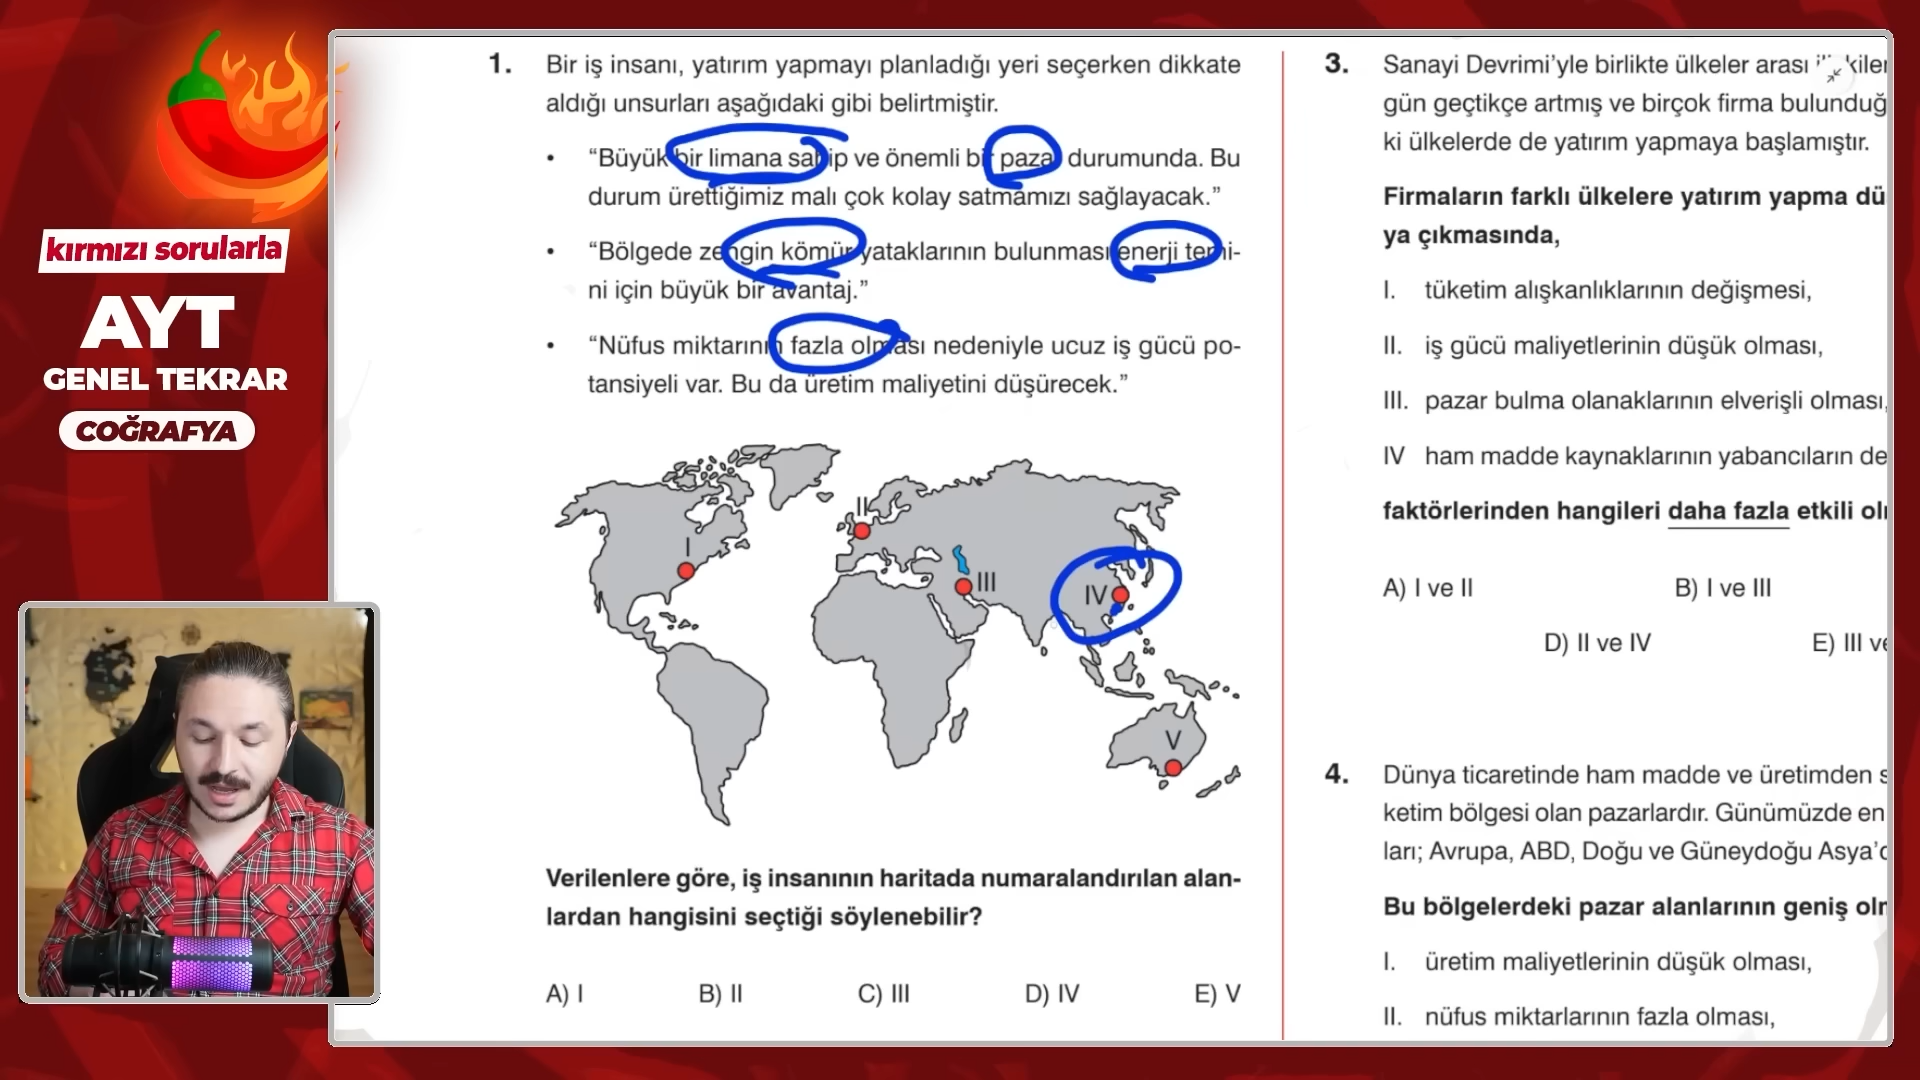 kırmızı sorularla
AYT
GENEL TEKRAR
COĞRAFYA
1. Bir iş insanı, yatırım yapmayı planladığı yeri seçerken dikkate
aldığı unsurları aşağıdaki gibi belirtmiştir.
• “Büyük bir limana sahip ve önemli bir pazar durumunda. Bu
durum ürettiğimiz malı çok kolay satmamızı sağlayacak.”
• “Bölgede zengin kömür yataklarının bulunması enerji temi-
ni için büyük bir avantaj.”
• “Nüfus miktarının fazla olması nedeniyle ucuz iş gücü po-
tansiyeli var. Bu da üretim maliyetini düşürecek.”
I
II
III
IV
V
Verilenlere göre, iş insanının haritada numaralandırılan alan-
lardan hangisini seçtiği söylenebilir?
A) I B) II C) III D) IV E) V
3. Sanayi Devrimi’yle birlikte ülkeler arası
gün geçtikçe artmış ve birçok firma bulunduğ
ki ülkelerde de yatırım yapmaya başlamıştır.
Firmaların farklı ülkelere yatırım yapma dü
ya çıkmasında,
I. tüketim alışkanlıklarının değişmesi,
II. iş gücü maliyetlerinin düşük olması,
III. pazar bulma olanaklarının elverişli olması,
IV ham madde kaynaklarının yabancıların de
faktörlerinden hangileri daha fazla etkili olı
A) I ve II B) I ve III
D) II ve IV E) III ve
4. Dünya ticaretinde ham madde ve üretimden s
ketim bölgesi olan pazarlardır. Günümüzde en
ları; Avrupa, ABD, Doğu ve Güneydoğu Asya’d
Bu bölgelerdeki pazar alanlarının geniş olm
I. üretim maliyetlerinin düşük olması,
II. nüfus miktarlarının fazla olması,